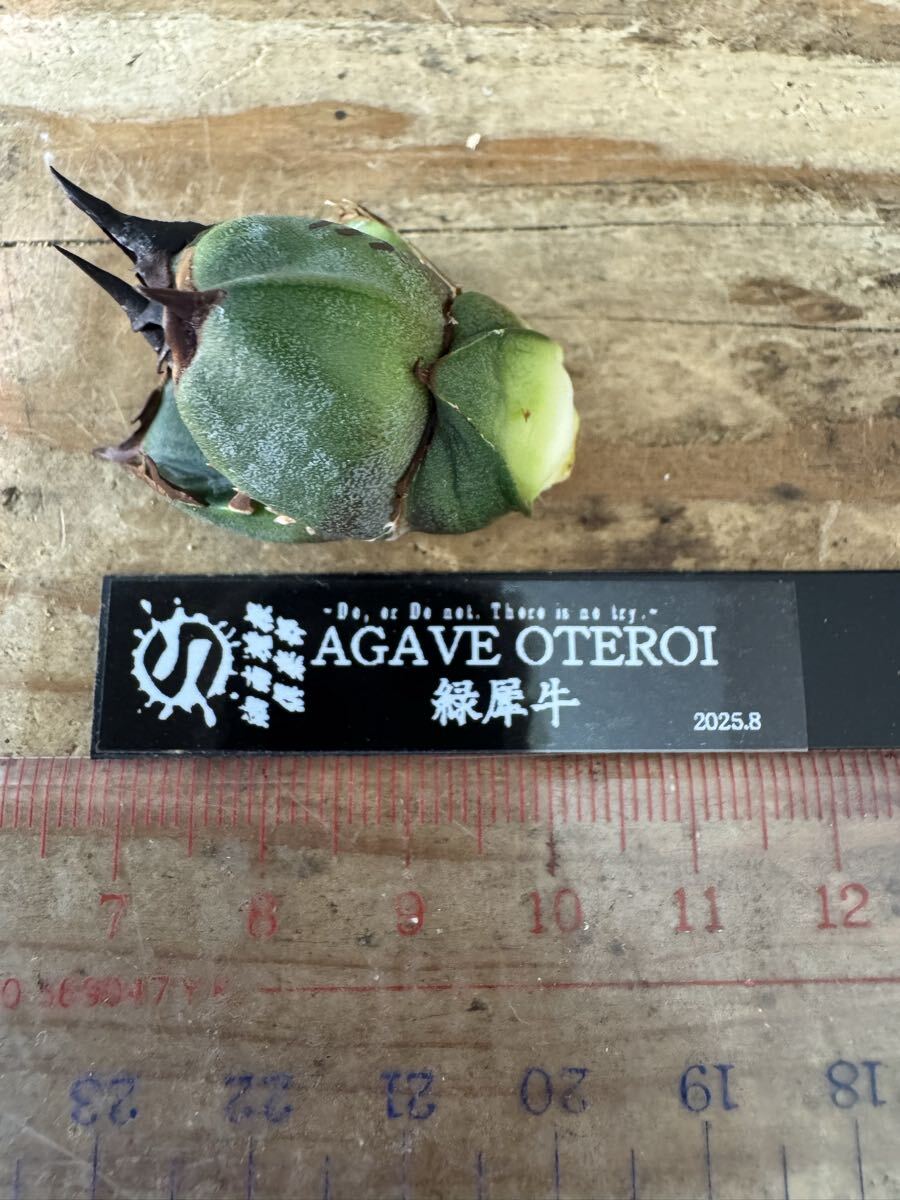 ~Do, or Do not. There is no try.~
AGAVE OTEROI
緑犀牛
2025.8
7 8 9 10 11 12
23 22 21 20 19 18